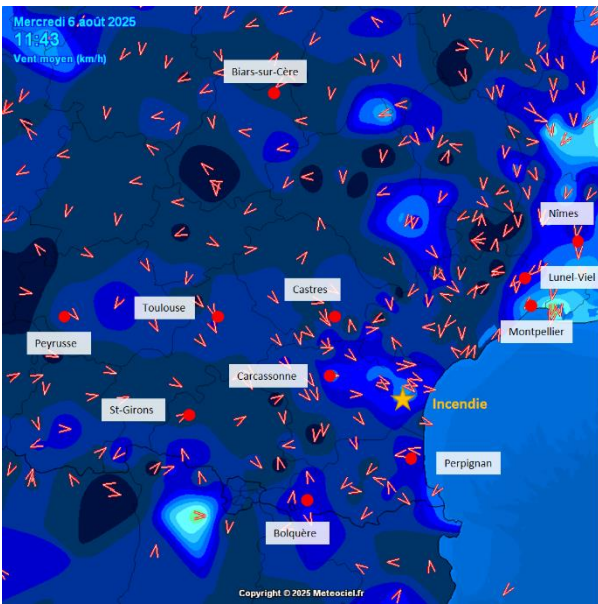 Mercredi 6 août 2025
11:43
Vent moyen (km/h)
Biars-sur-Cère
Nîmes
Lunel-Viel
Castres
Toulouse
Montpellier
Peyrusse
Carcassonne
St-Girons
Incendie
Perpignan
Bolquère
Copyright © 2025 Meteociel.fr